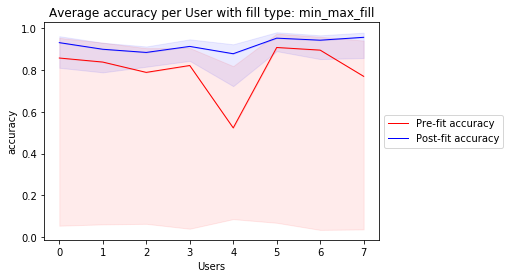 Average accuracy per User with fill type: min_max_fill
1.0
0.8
0.6
0.4
0.2
0.0
accuracy
0 1 2 3 4 5 6 7
Users
Pre-fit accuracy
Post-fit accuracy